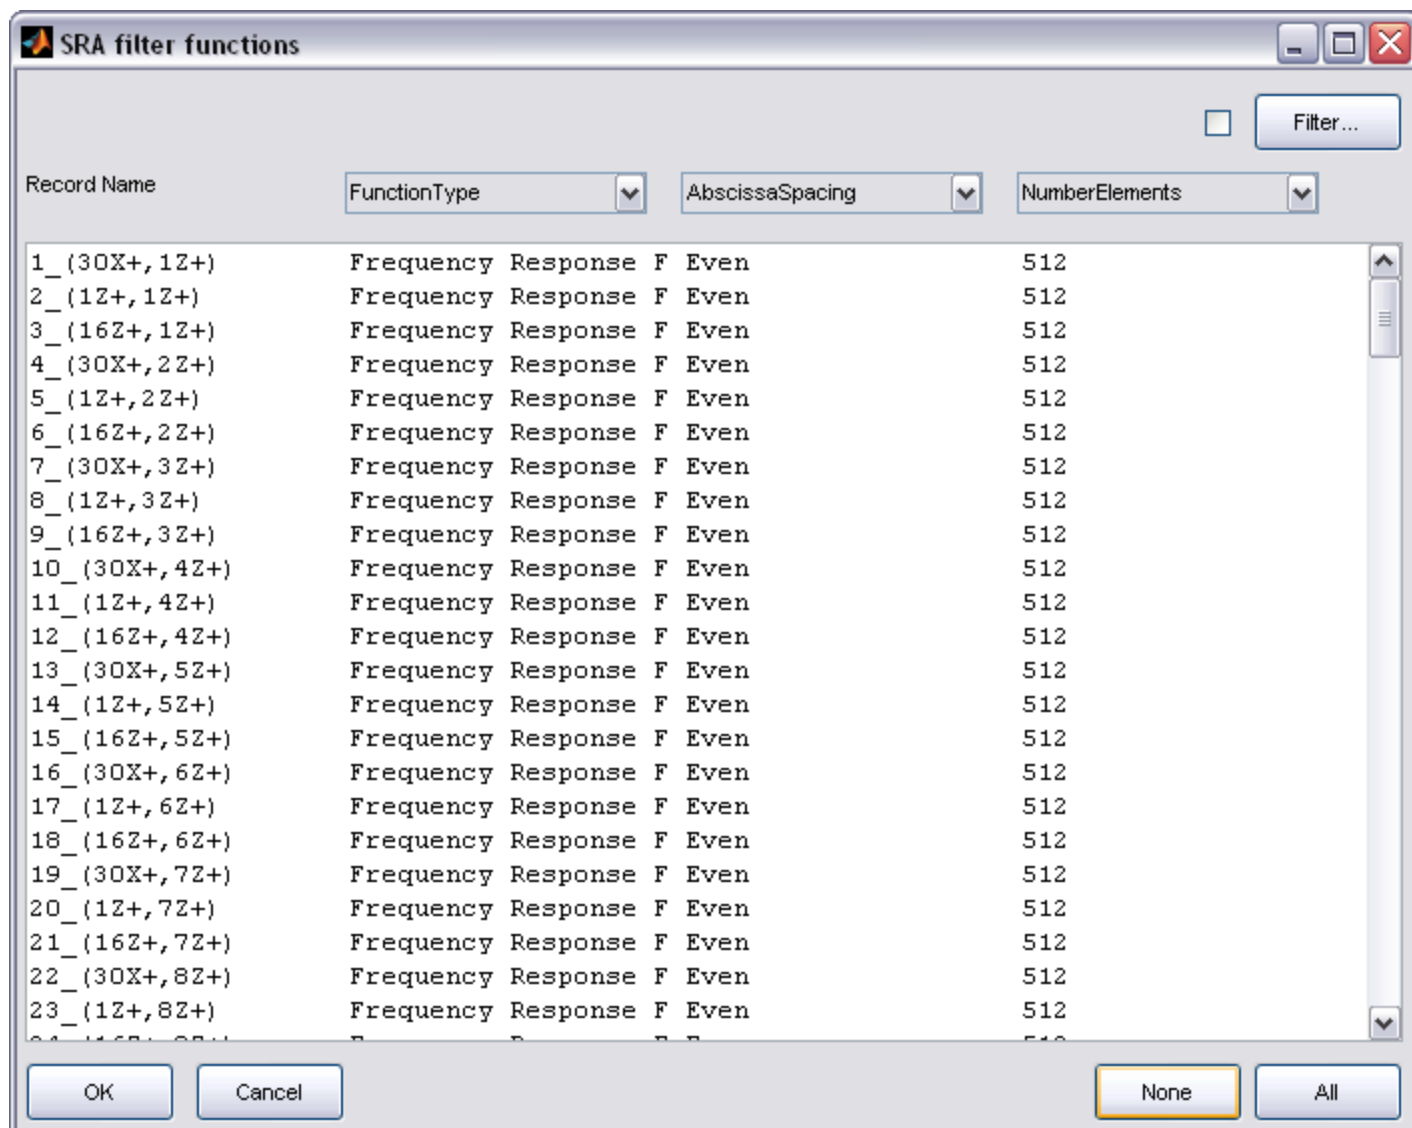 SRA filter functions
Filter...
Record Name FunctionType AbscissaSpacing NumberElements
1_(30X+,1Z+) Frequency Response F Even 512
2_(1Z+,1Z+) Frequency Response F Even 512
3_(16Z+,1Z+) Frequency Response F Even 512
4_(30X+,2Z+) Frequency Response F Even 512
5_(1Z+,2Z+) Frequency Response F Even 512
6_(16Z+,2Z+) Frequency Response F Even 512
7_(30X+,3Z+) Frequency Response F Even 512
8_(1Z+,3Z+) Frequency Response F Even 512
9_(16Z+,3Z+) Frequency Response F Even 512
10_(30X+,4Z+) Frequency Response F Even 512
11_(1Z+,4Z+) Frequency Response F Even 512
12_(16Z+,4Z+) Frequency Response F Even 512
13_(30X+,5Z+) Frequency Response F Even 512
14_(1Z+,5Z+) Frequency Response F Even 512
15_(16Z+,5Z+) Frequency Response F Even 512
16_(30X+,6Z+) Frequency Response F Even 512
17_(1Z+,6Z+) Frequency Response F Even 512
18_(16Z+,6Z+) Frequency Response F Even 512
19_(30X+,7Z+) Frequency Response F Even 512
20_(1Z+,7Z+) Frequency Response F Even 512
21_(16Z+,7Z+) Frequency Response F Even 512
22_(30X+,8Z+) Frequency Response F Even 512
23_(1Z+,8Z+) Frequency Response F Even 512
OK Cancel None All